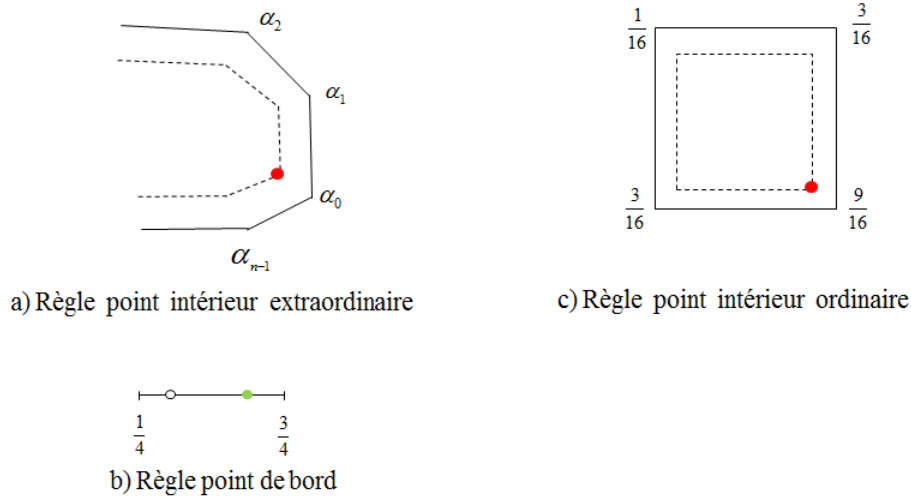 α₂
α₁
α₀
αₙ₋₁
a) Règle point intérieur extraordinaire
1/16 3/16
3/16 9/16
c) Règle point intérieur ordinaire
1/4 3/4
b) Règle point de bord